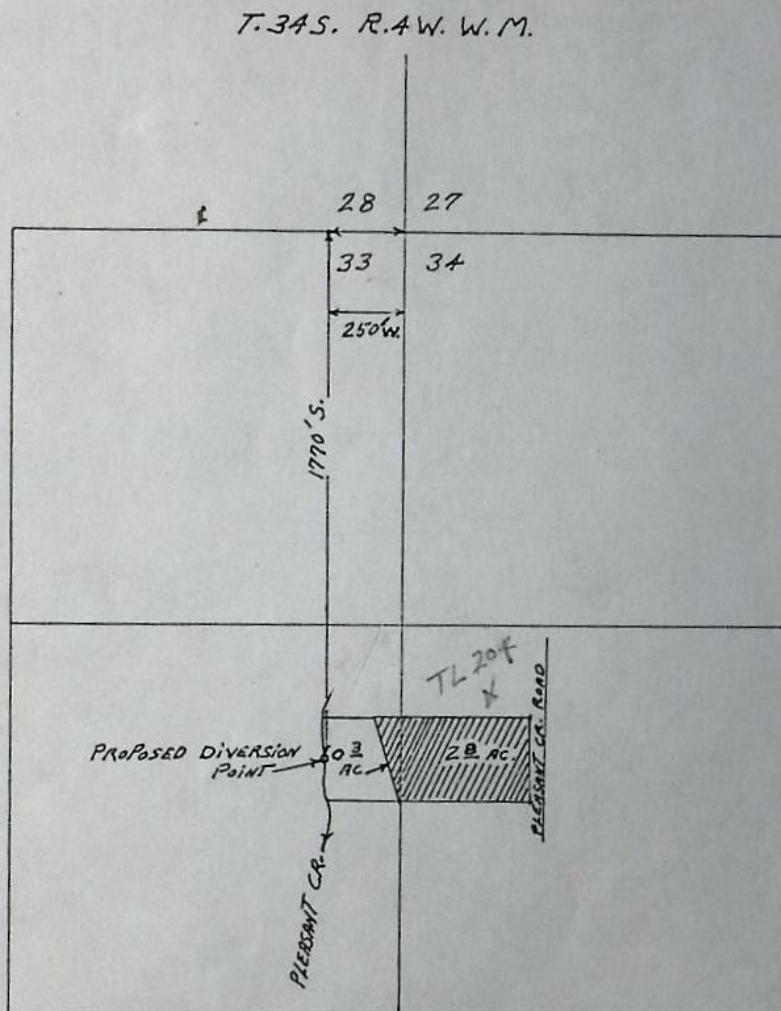 T.34S. R.4W. W.M.
28 27
33 34
250'W.
1770'S.
TL 204
X
PLEASANT CR. ROAD
PROPOSED DIVERSION
POINT
0 3
AC
2 8 AC.
PLEASANT CR.